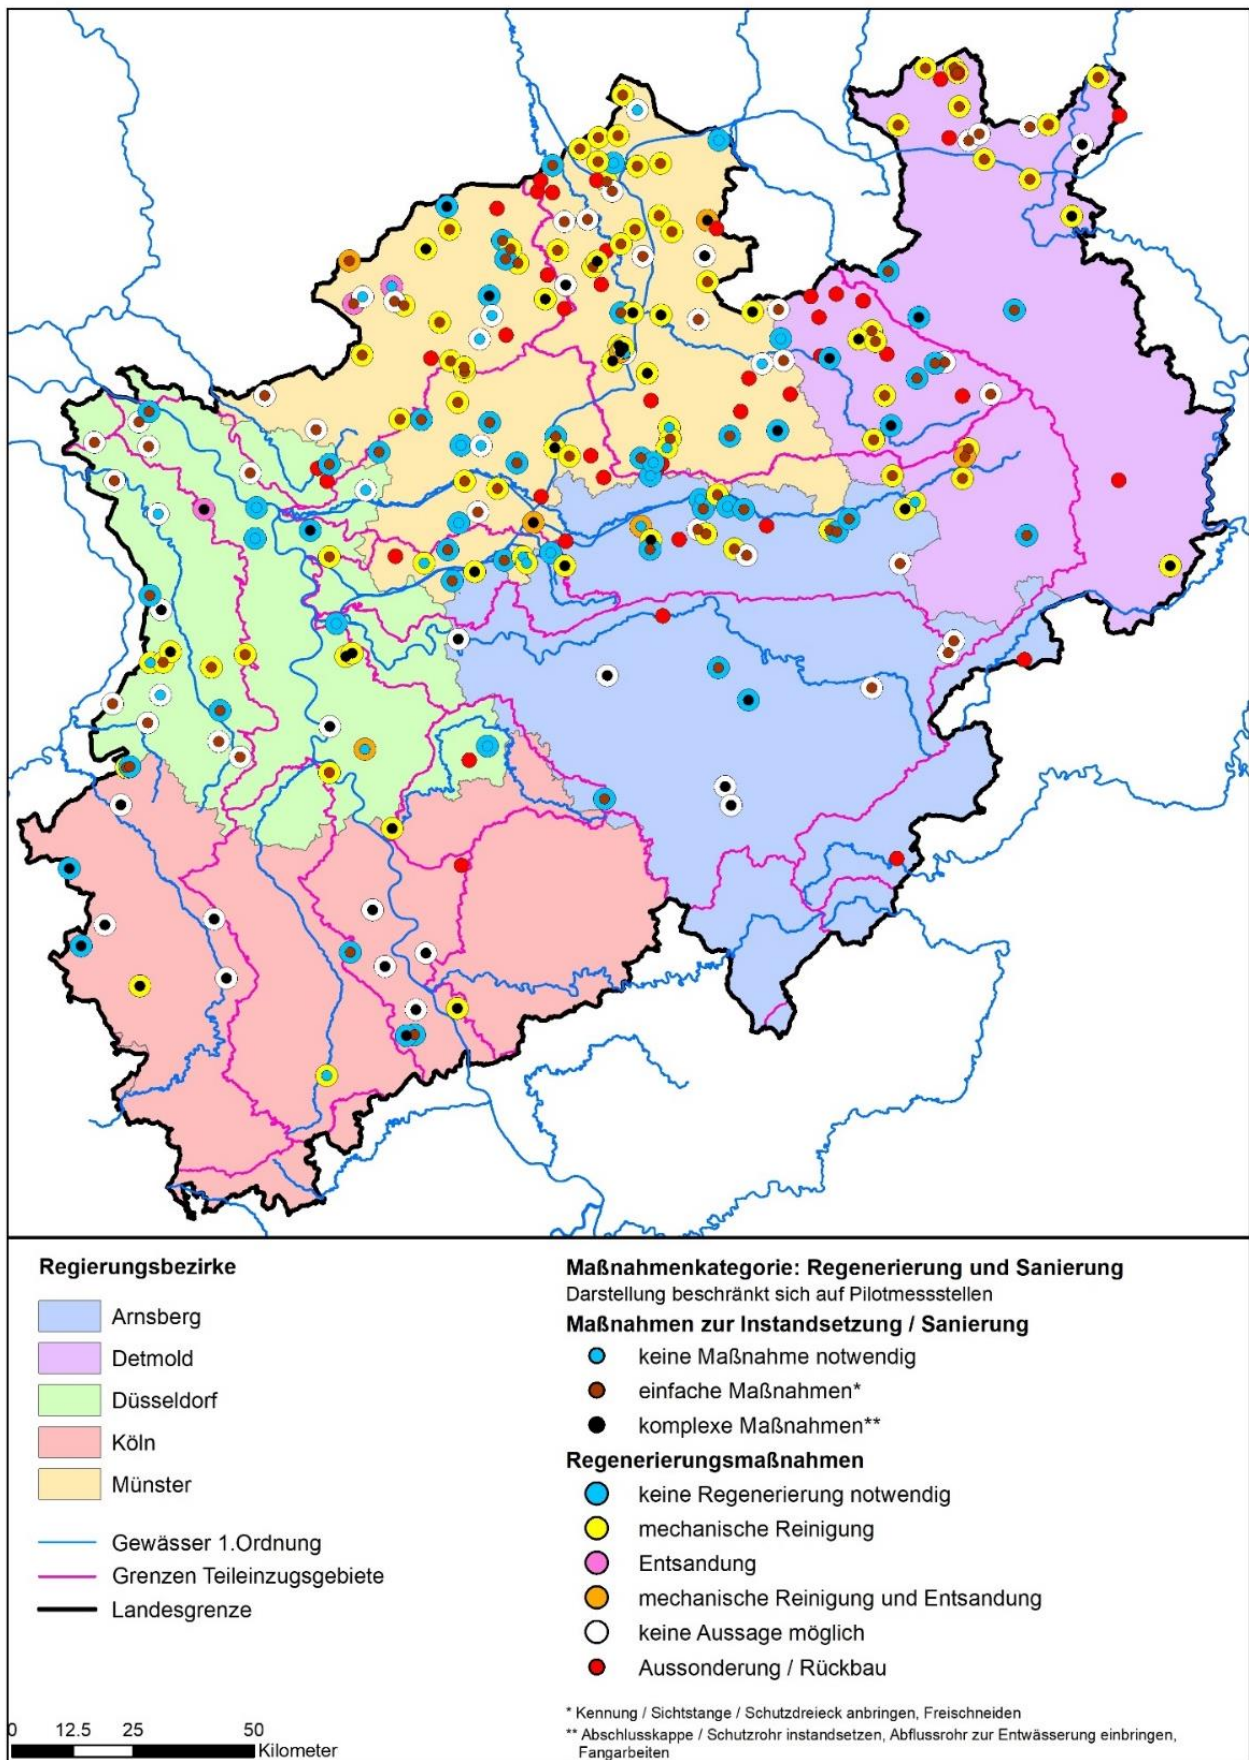 Regierungsbezirke
Arnsberg
Detmold
Düsseldorf
Köln
Münster
Gewässer 1.Ordnung
Grenzen Teileinzugsgebiete
Landesgrenze
0 12.5 25 50
Kilometer
Maßnahmenkategorie: Regenerierung und Sanierung
Darstellung beschränkt sich auf Pilotmessstellen
Maßnahmen zur Instandsetzung / Sanierung
keine Maßnahme notwendig
einfache Maßnahmen*
komplexe Maßnahmen**
Regenerierungsmaßnahmen
keine Regenerierung notwendig
mechanische Reinigung
Entsandung
mechanische Reinigung und Entsandung
keine Aussage möglich
Aussonderung / Rückbau
* Kennung / Sichtstange / Schutzdreieck anbringen, Freischneiden
** Abschlusskappe / Schutzrohr instandsetzen, Abflussrohr zur Entwässerung einbringen,
Fangarbeiten